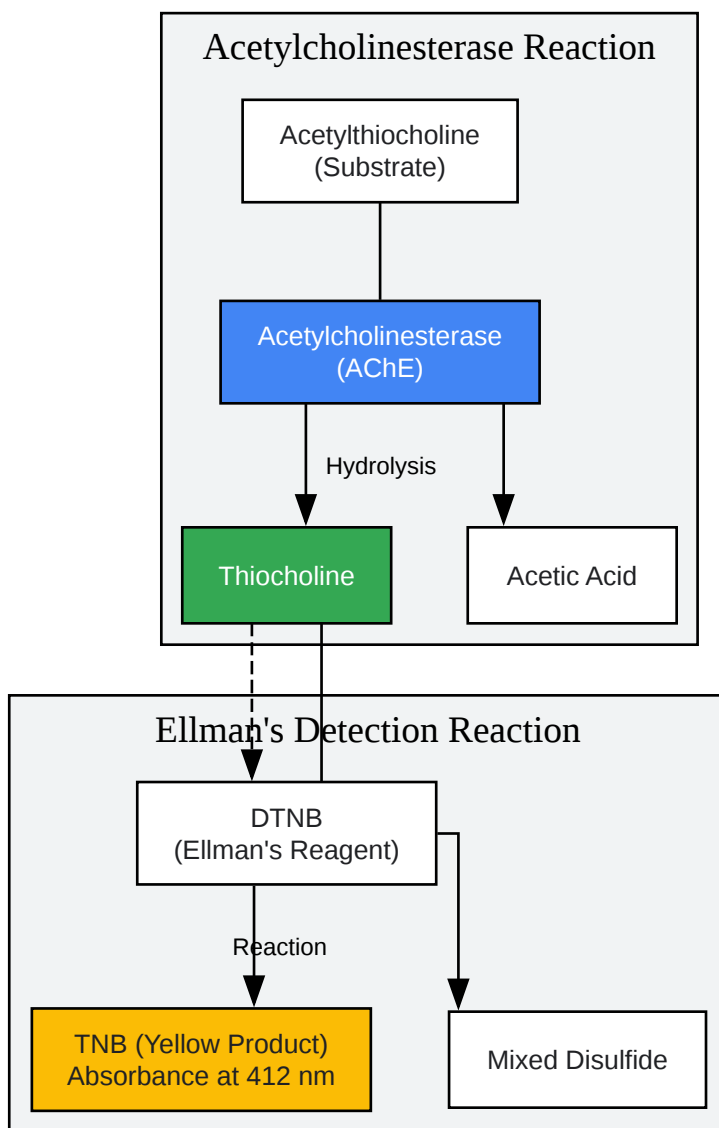 Acetylcholinesterase Reaction
Acetylthiocholine
(Substrate)
Acetylcholinesterase
(AChE)
Hydrolysis
Thiocholine
Acetic Acid
Ellman's Detection Reaction
DTNB
(Ellman's Reagent)
Reaction
TNB (Yellow Product)
Absorbance at 412 nm
Mixed Disulfide